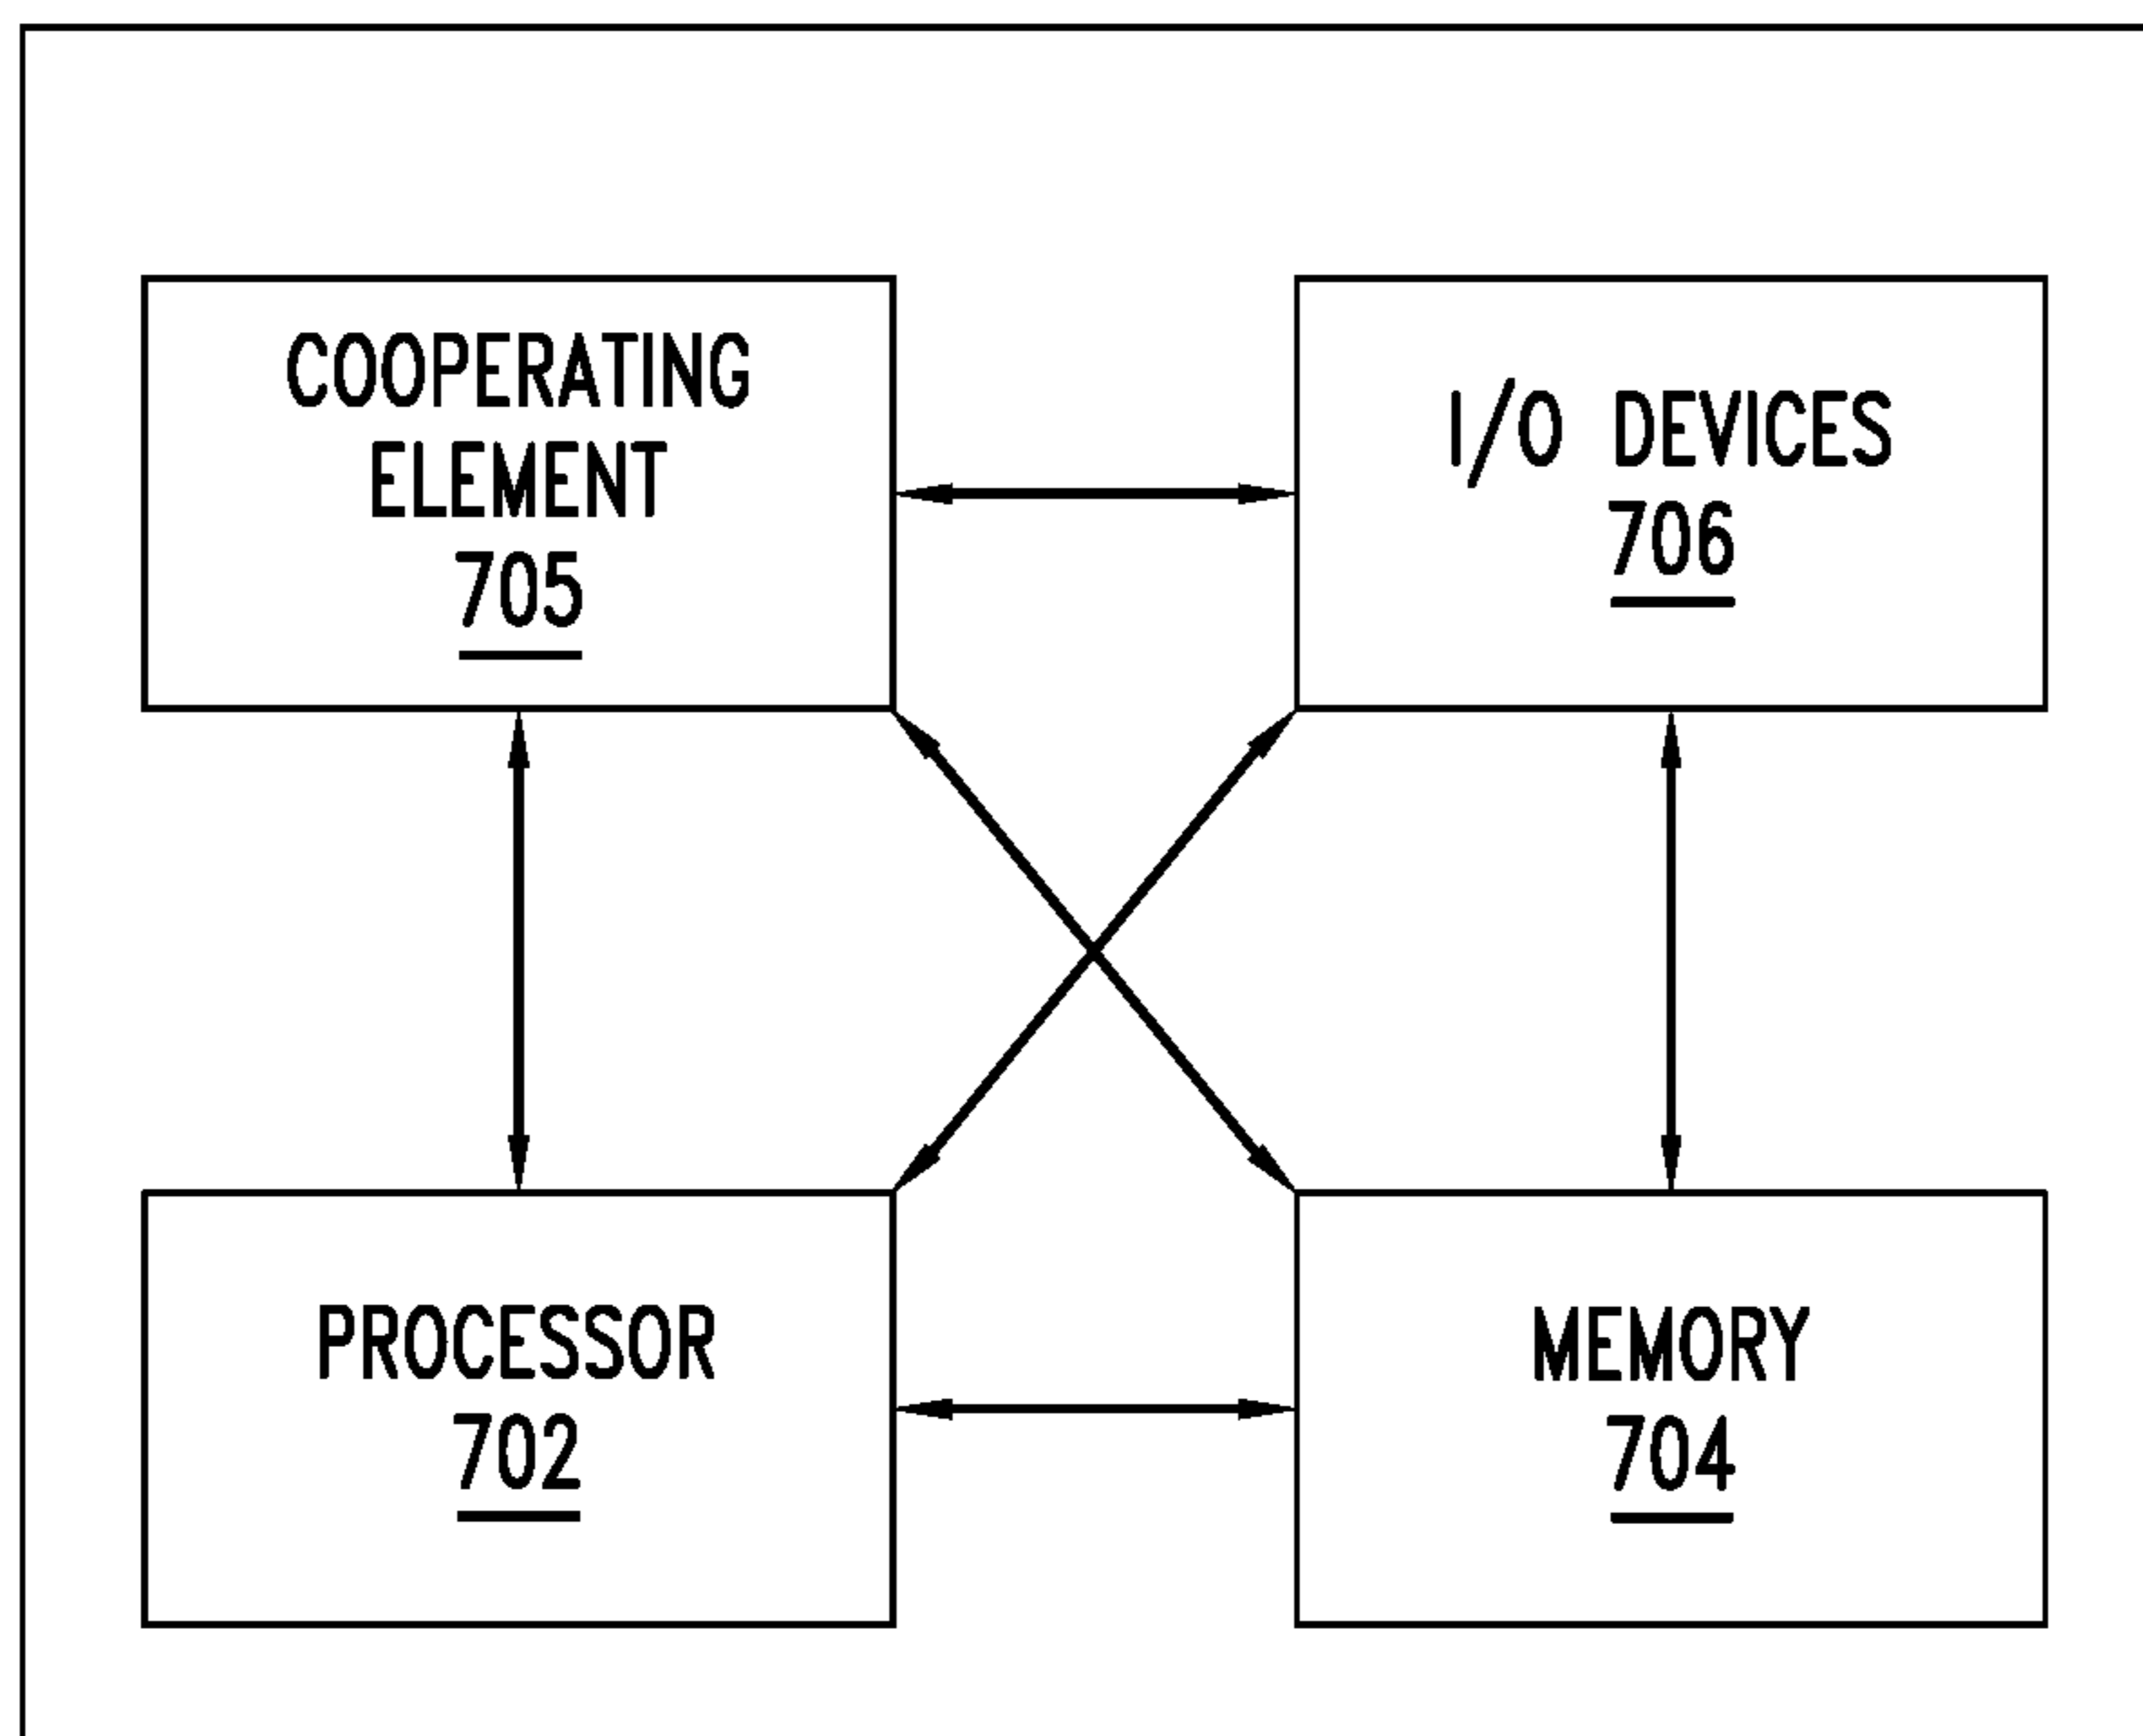 COOPERATING
ELEMENT
705
I/O DEVICES
706
PROCESSOR
702
MEMORY
704